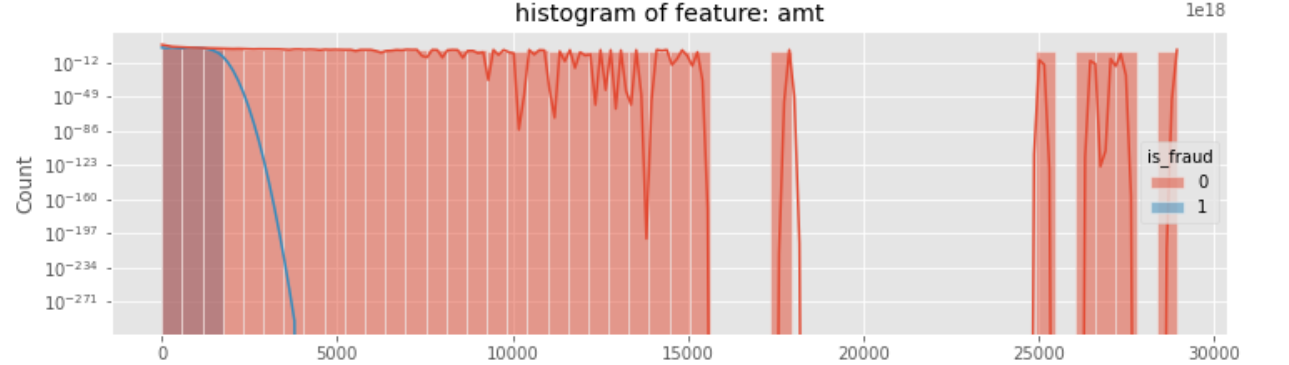 histogram of feature: amt
1e18
10⁻¹²
10⁻⁴⁹
10⁻⁸⁶
10⁻¹²³
10⁻¹⁶⁰
10⁻¹⁹⁷
10⁻²³⁴
10⁻²⁷¹
Count
is_fraud
0
1
0 5000 10000 15000 20000 25000 30000